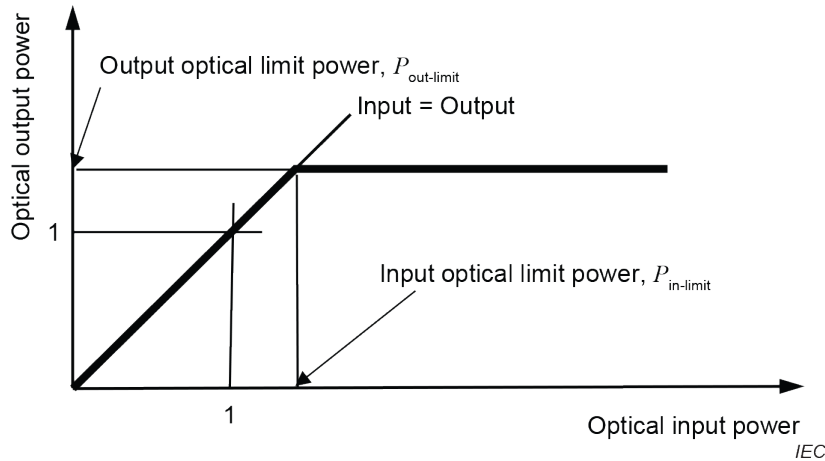 Optical output power
Output optical limit power, Pout-limit
Input = Output
1
Input optical limit power, Pin-limit
1
Optical input power
IEC